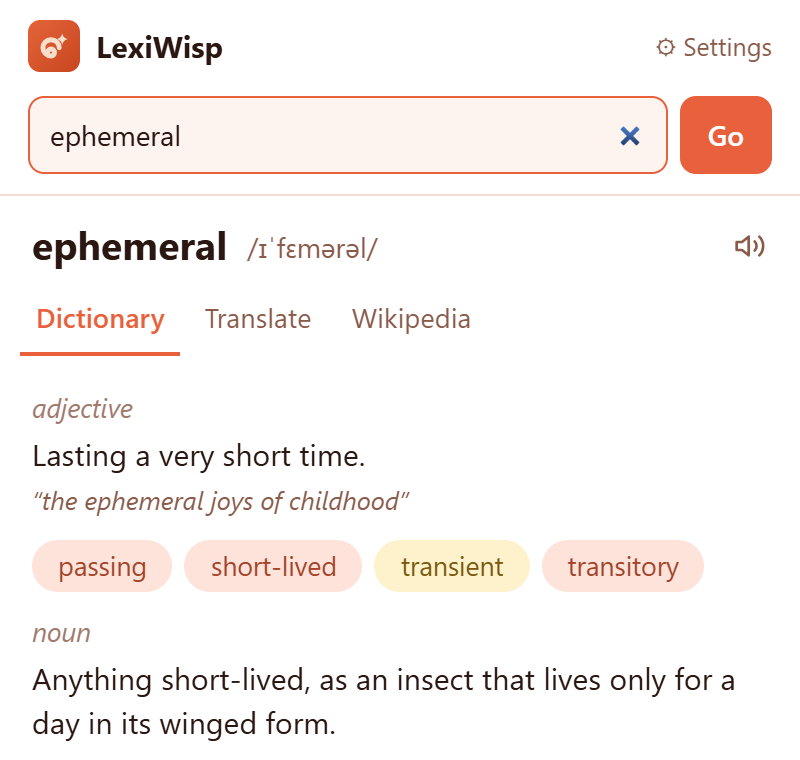 LexiWisp
Settings
ephemeral
Go
ephemeral /ɪˈfɛmərəl/
Dictionary Translate Wikipedia
adjective
Lasting a very short time.
“the ephemeral joys of childhood”
passing short-lived transient transitory
noun
Anything short-lived, as an insect that lives only for a
day in its winged form.